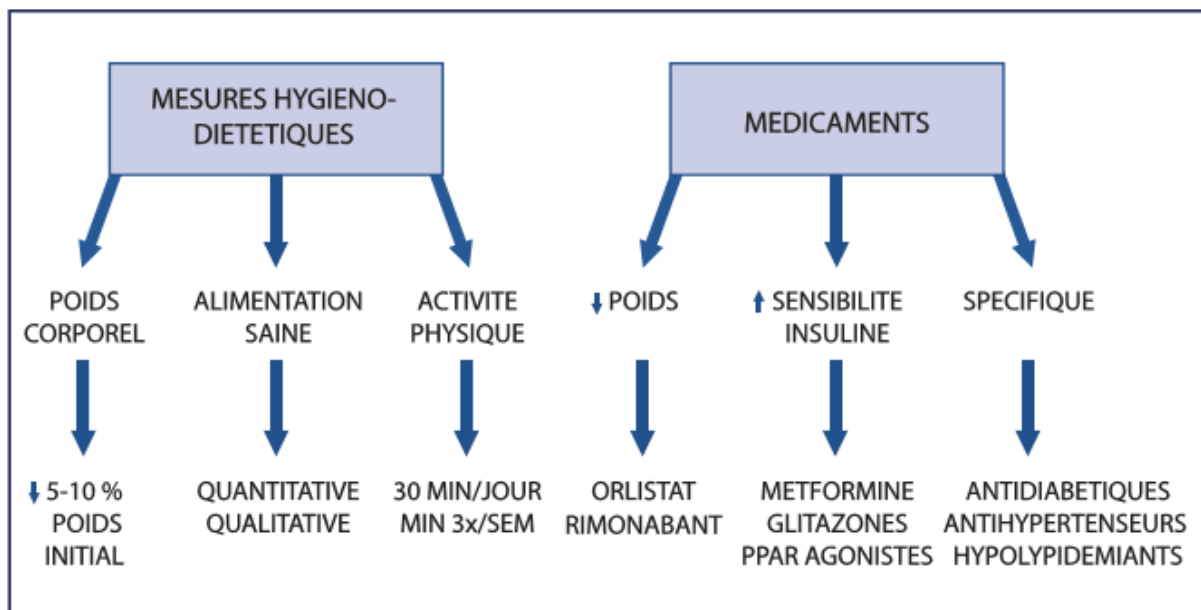 MESURES HYGIENO-
DIETETIQUES
MEDICAMENTS
POIDS
CORPOREL
ALIMENTATION
SAINE
ACTIVITE
PHYSIQUE
POIDS
SENSIBILITE
INSULINE
SPECIFIQUE
5-10 %
POIDS
INITIAL
QUANTITATIVE
QUALITATIVE
30 MIN/JOUR
MIN 3x/SEM
ORLISTAT
RIMONABANT
METFORMINE
GLITAZONES
PPAR AGONISTES
ANTIDIABETIQUES
ANTIHYPERTENSEURS
HYPOLYPIDEMIANTS